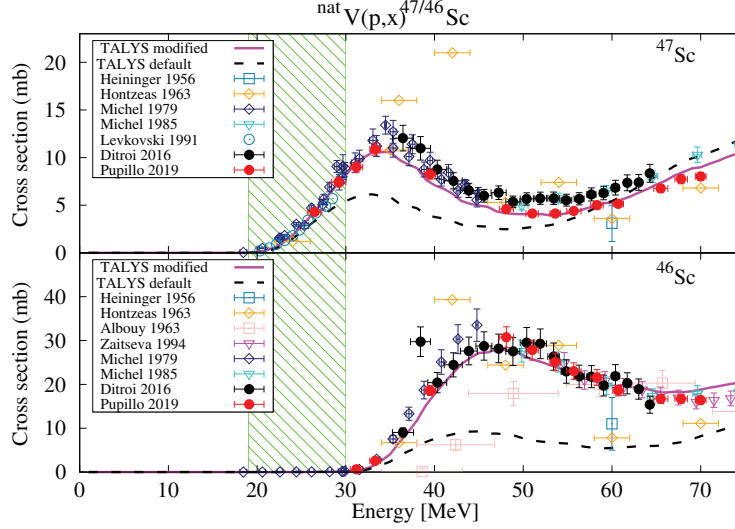 ⁿᵃᵗV(p,x)⁴⁷ᐟ⁴⁶Sc
Cross section (mb)
20
15
10
5
0
TALYS modified
TALYS default
Heininger 1956
Hontzeas 1963
Michel 1979
Michel 1985
Levkovski 1991
Ditroi 2016
Pupillo 2019
⁴⁷Sc
Cross section (mb)
40
30
20
10
0
TALYS modified
TALYS default
Heininger 1956
Hontzeas 1963
Albouy 1963
Zaitseva 1994
Michel 1979
Michel 1985
Ditroi 2016
Pupillo 2019
⁴⁶Sc
0 10 20 30 40 50 60 70
Energy [MeV]